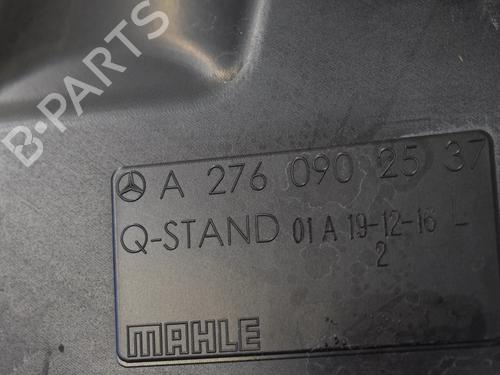 B-PARTS
A 276 090 25 37
Q-STAND 01 A 19-12-16 L
2
MAHLE